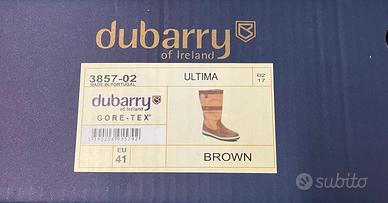 dubarry
of Ireland
3857-02
MADE IN PORTUGAL
ULTIMA
02
17
dubarry
of Ireland
GORE-TEX®
EU
41
BROWN
subito